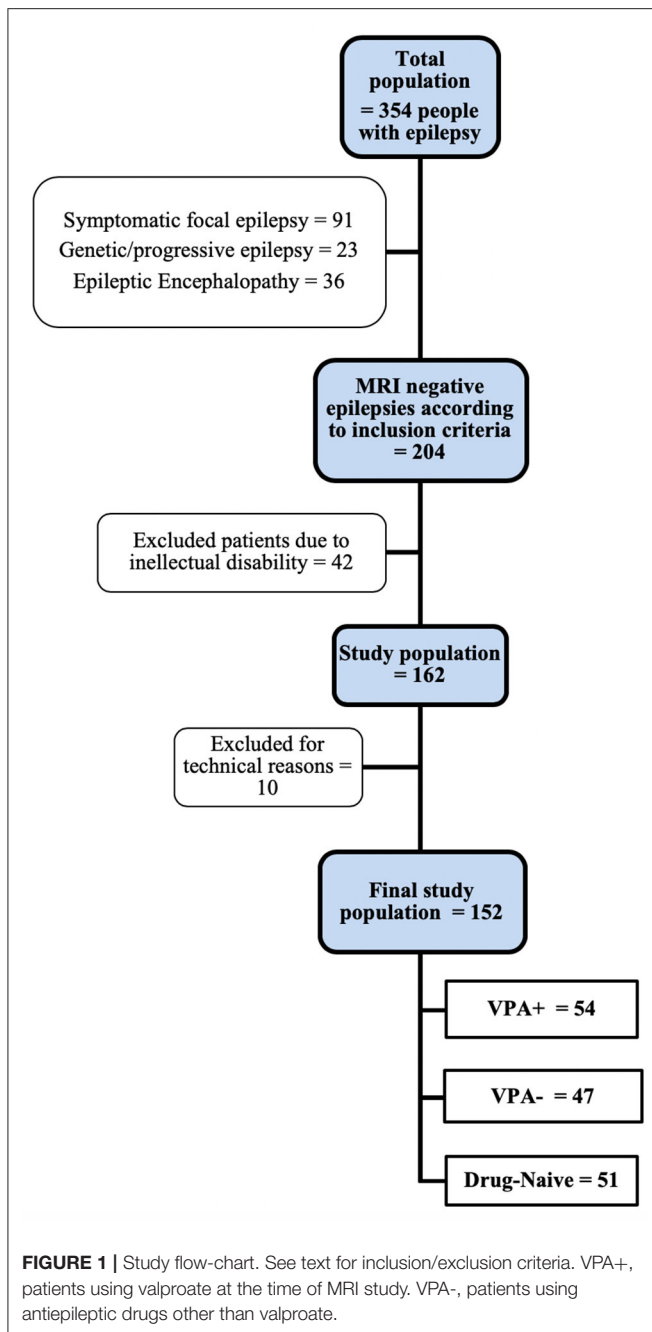 Total
population
= 354 people
with epilepsy
Symptomatic focal epilepsy = 91
Genetic/progressive epilepsy = 23
Epileptic Encephalopathy = 36
MRI negative
epilepsies according
to inclusion criteria
= 204
Excluded patients due to
inellectual disability = 42
Study population
= 162
Excluded for
technical reasons =
10
Final study
population = 152
VPA+ = 54
VPA- = 47
Drug-Naive = 51
FIGURE 1 | Study flow-chart. See text for inclusion/exclusion criteria. VPA+,
patients using valproate at the time of MRI study. VPA-, patients using
antiepileptic drugs other than valproate.